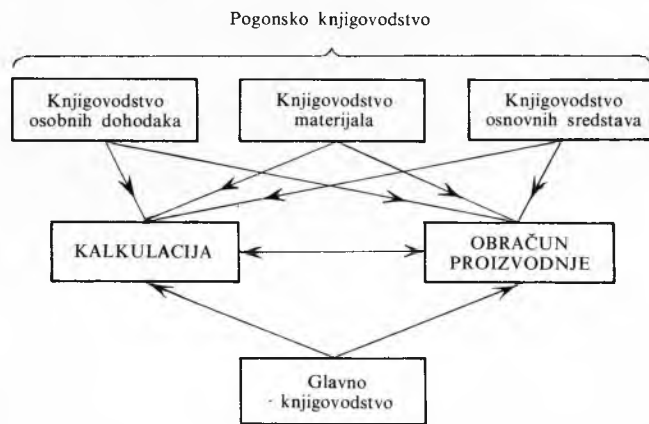 Pogonsko knjigovodstvo
Knjigovodstvo
osobnih dohodaka
Knjigovodstvo
materijala
Knjigovodstvo
osnovnih sredstava
KALKULACIJA
OBRAČUN
PROIZVODNJE
Glavno
knjigovodstvo